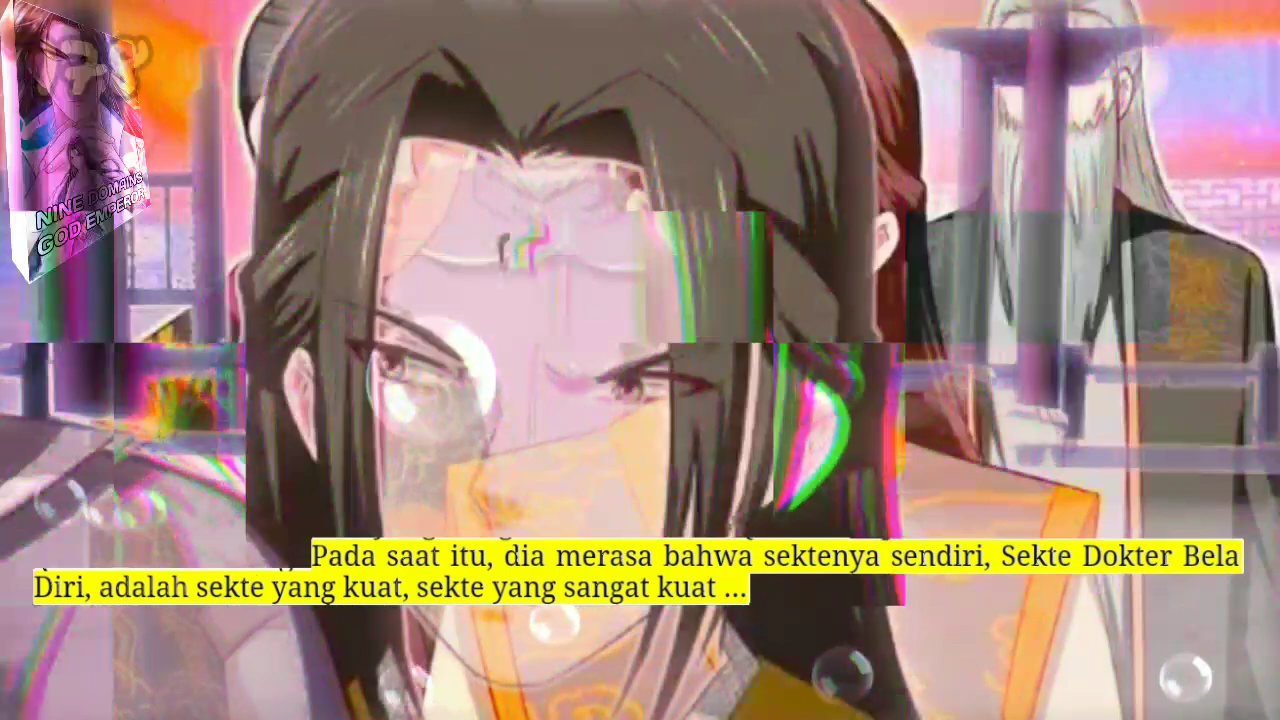 NINE DOMAINS
GOD EMPEROR
Pada saat itu, dia merasa bahwa sektenya sendiri, Sekte Dokter Bela
Diri, adalah sekte yang kuat, sekte yang sangat kuat ...